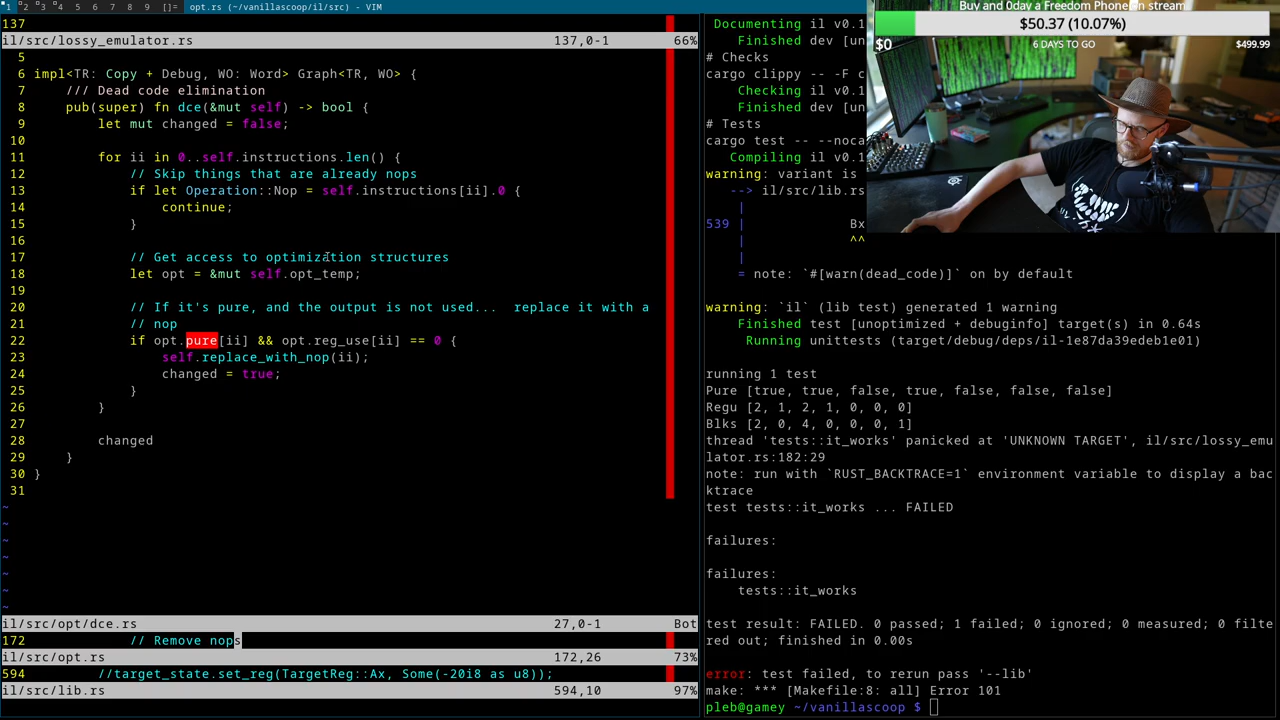 1 2 3 4 5 6 7 8 9 []= opt.rs (~/vanillascoop/il/src) - VIM
137
il/src/lossy_emulator.rs 137,0-1 66%
5
6 impl<TR: Copy + Debug, WO: Word> Graph<TR, WO> {
7 /// Dead code elimination
8 pub(super) fn dce(&mut self) -> bool {
9 let mut changed = false;
10
11 for ii in 0..self.instructions.len() {
12 // Skip things that are already nops
13 if let Operation::Nop = self.instructions[ii].0 {
14 continue;
15 }
16
17 // Get access to optimization structures
18 let opt = &mut self.opt_temp;
19
20 // If it's pure, and the output is not used... replace it with a
21 // nop
22 if opt.pure[ii] && opt.reg_use[ii] == 0 {
23 self.replace_with_nop(ii);
24 changed = true;
25 }
26 }
27
28 changed
29 }
30 }
31
~
~
~
~
~
~
~
il/src/opt/dce.rs 27,0-1 Bot
172 // Remove nops
il/src/opt.rs 172,26 73%
594 //target_state.set_reg(TargetReg::Ax, Some(-20i8 as u8));
il/src/lib.rs 594,10 97%
Documenting il v0.1
Finished dev [un
# Checks
cargo clippy -- -F c
Checking il v0.1
Finished dev [un
# Tests
cargo test -- --noca
Compiling il v0.1
warning: variant is
--> il/src/lib.rs
|
539 | Bx
| ^^
|
= note: `#[warn(dead_code)]` on by default

warning: `il` (lib test) generated 1 warning
Finished test [unoptimized + debuginfo] target(s) in 0.64s
Running unittests (target/debug/deps/il-1e87da39edeb1e01)

running 1 test
Pure [true, true, false, true, false, false, false]
Regu [2, 1, 2, 1, 0, 0, 0]
Blks [2, 0, 4, 0, 0, 0, 1]
thread 'tests::it_works' panicked at 'UNKNOWN TARGET', il/src/lossy_emu
lator.rs:182:29
note: run with `RUST_BACKTRACE=1` environment variable to display a bac
ktrace
test tests::it_works ... FAILED

failures:

failures:
tests::it_works

test result: FAILED. 0 passed; 1 failed; 0 ignored; 0 measured; 0 filte
red out; finished in 0.00s

error: test failed, to rerun pass '--lib'
make: *** [Makefile:8: all] Error 101
pleb@gamey ~/vanillascoop $
Buy and 0day a Freedom Phone on stream
$50.37 (10.07%)
$0 6 DAYS TO GO $499.99